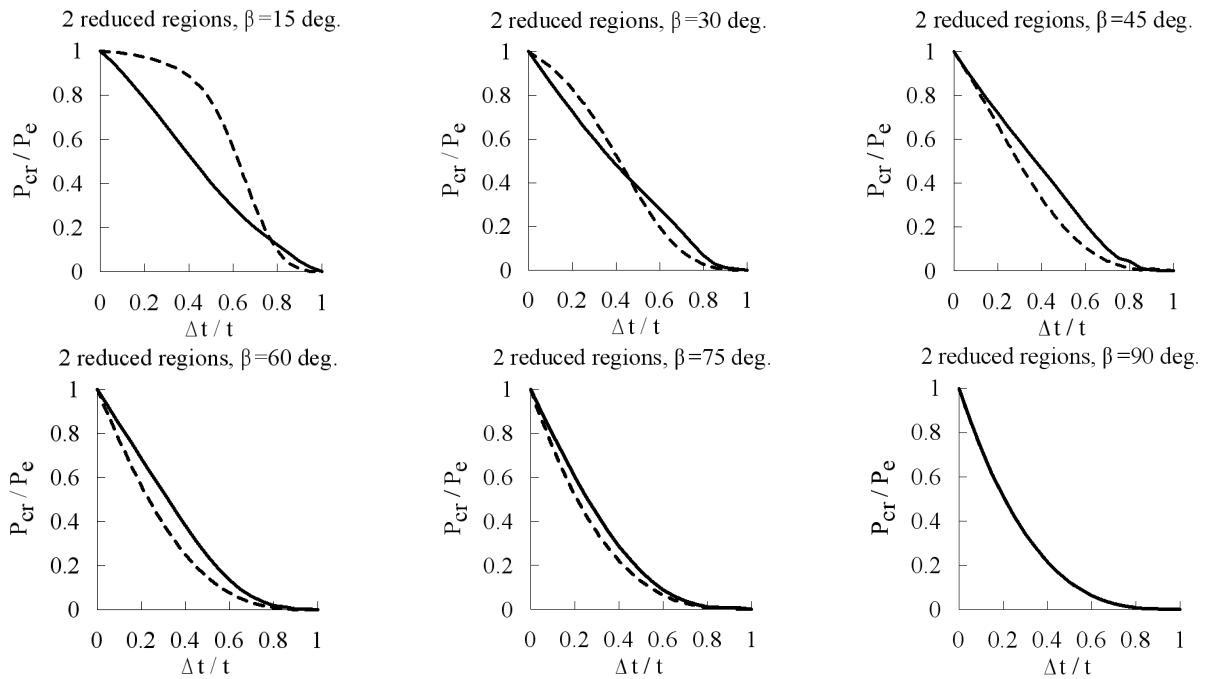 2 reduced regions, β=15 deg.
1
0.8
0.6
0.4
0.2
0
P_cr / P_e
0 0.2 0.4 0.6 0.8 1
Δt / t
2 reduced regions, β=30 deg.
1
0.8
0.6
0.4
0.2
0
P_cr / P_e
0 0.2 0.4 0.6 0.8 1
Δt / t
2 reduced regions, β=45 deg.
1
0.8
0.6
0.4
0.2
0
P_cr / P_e
0 0.2 0.4 0.6 0.8 1
Δt / t
2 reduced regions, β=60 deg.
1
0.8
0.6
0.4
0.2
0
P_cr / P_e
0 0.2 0.4 0.6 0.8 1
Δt / t
2 reduced regions, β=75 deg.
1
0.8
0.6
0.4
0.2
0
P_cr / P_e
0 0.2 0.4 0.6 0.8 1
Δt / t
2 reduced regions, β=90 deg.
1
0.8
0.6
0.4
0.2
0
P_cr / P_e
0 0.2 0.4 0.6 0.8 1
Δt / t